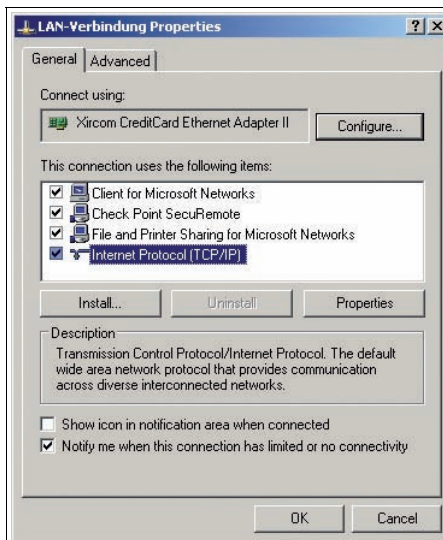 LAN-Verbindung Properties
General
Advanced
Connect using:
Xircom CreditCard Ethernet Adapter II
Configure...
This connection uses the following items:
Client for Microsoft Networks
Check Point SecuRemote
File and Printer Sharing for Microsoft Networks
Internet Protocol (TCP/IP)
Install...
Uninstall
Properties
Description
Transmission Control Protocol/Internet Protocol. The default
wide area network protocol that provides communication
across diverse interconnected networks.
Show icon in notification area when connected
Notify me when this connection has limited or no connectivity
OK
Cancel